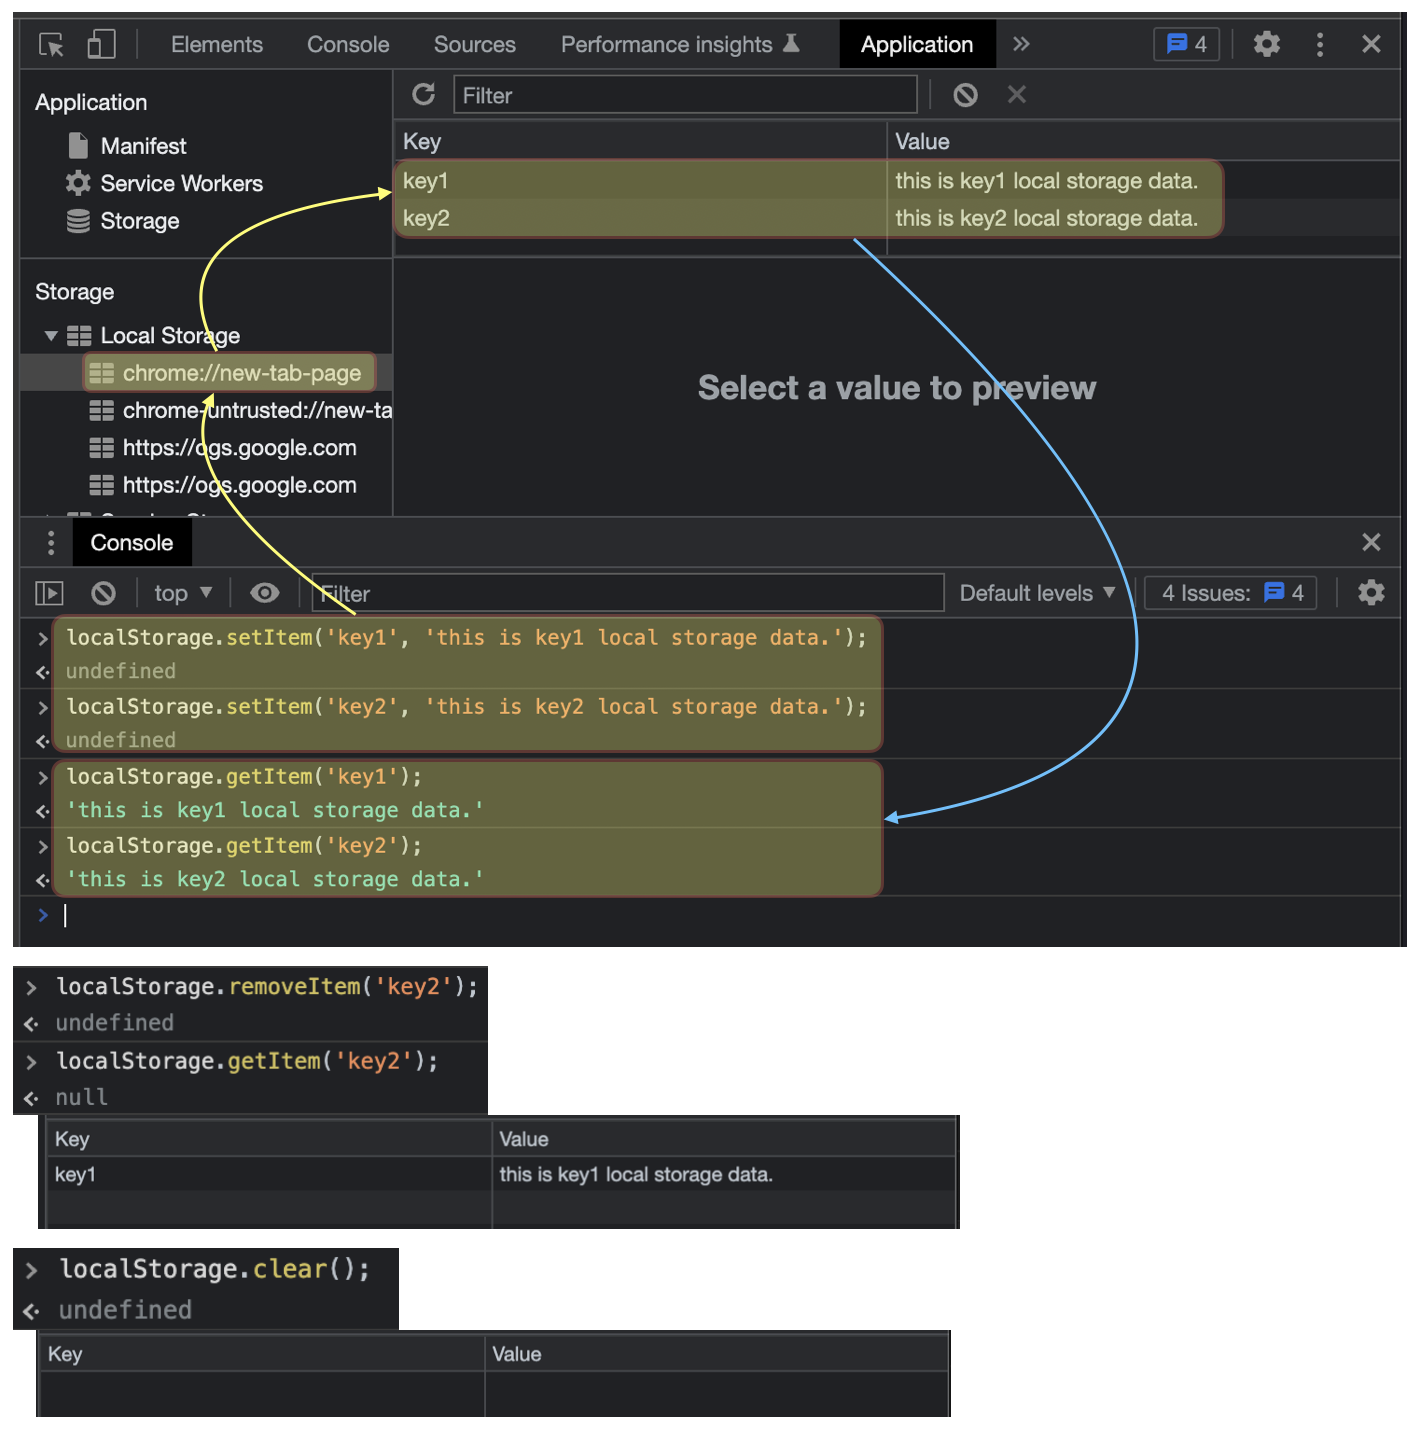 Elements Console Sources Performance insights Application » 4
Application
Manifest
Service Workers
Storage
Storage
Local Storage
chrome://new-tab-page
chrome-untrusted://new-ta
https://ogs.google.com
https://ogs.google.com
Filter
Key Value
key1 this is key1 local storage data.
key2 this is key2 local storage data.
Select a value to preview
Console
top Filter Default levels 4 Issues: 4
> localStorage.setItem('key1', 'this is key1 local storage data.');
undefined
> localStorage.setItem('key2', 'this is key2 local storage data.');
undefined
> localStorage.getItem('key1');
'this is key1 local storage data.'
> localStorage.getItem('key2');
'this is key2 local storage data.'
>
> localStorage.removeItem('key2');
undefined
> localStorage.getItem('key2');
null
Key Value
key1 this is key1 local storage data.
> localStorage.clear();
undefined
Key Value